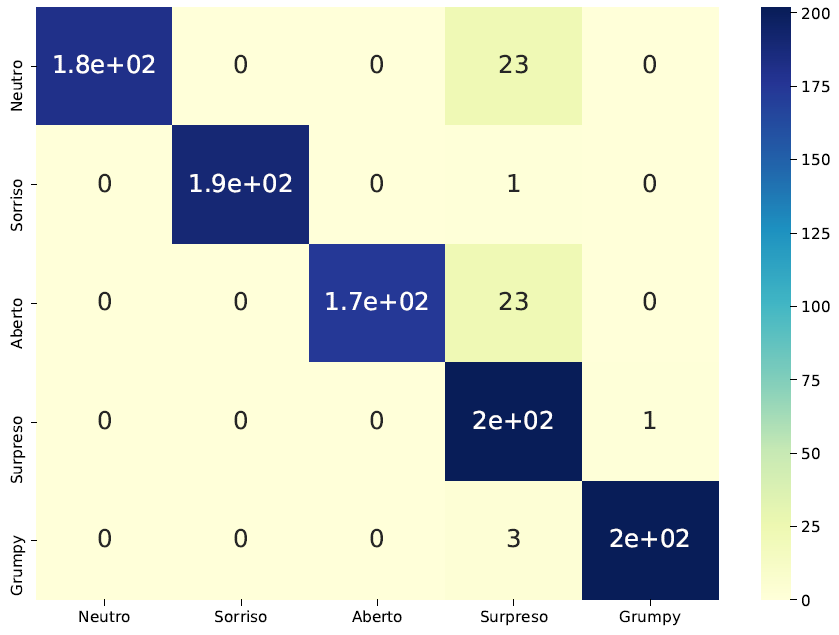 200
Neutro 1.8e+02 0 0 23 0
175
150
Sorriso 0 1.9e+02 0 1 0
125
Aberto 0 0 1.7e+02 23 0
100
75
Surpreso 0 0 0 2e+02 1
50
25
Grumpy 0 0 0 3 2e+02
0
Neutro Sorriso Aberto Surpreso Grumpy